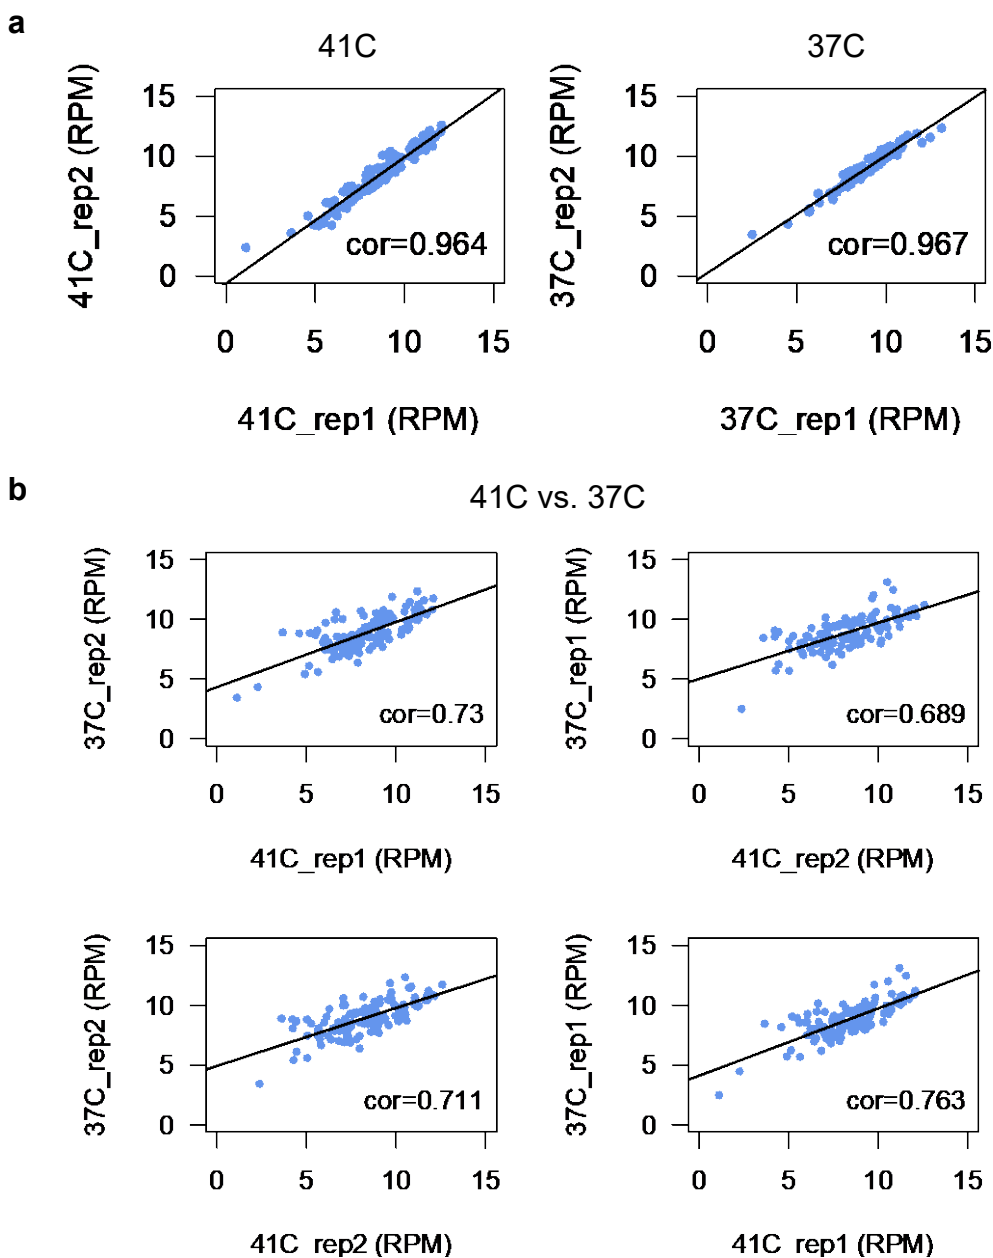 a
41C
37C
41C_rep2 (RPM)
15
10
5
0
cor=0.964
0 5 10 15
41C_rep1 (RPM)
37C_rep2 (RPM)
15
10
5
0
cor=0.967
0 5 10 15
37C_rep1 (RPM)
b
41C vs. 37C
37C_rep2 (RPM)
15
10
5
0
cor=0.73
0 5 10 15
41C_rep1 (RPM)
37C_rep1 (RPM)
15
10
5
0
cor=0.689
0 5 10 15
41C_rep2 (RPM)
37C_rep2 (RPM)
15
10
5
0
cor=0.711
0 5 10 15
41C_rep2 (RPM)
37C_rep1 (RPM)
15
10
5
0
cor=0.763
0 5 10 15
41C_rep1 (RPM)